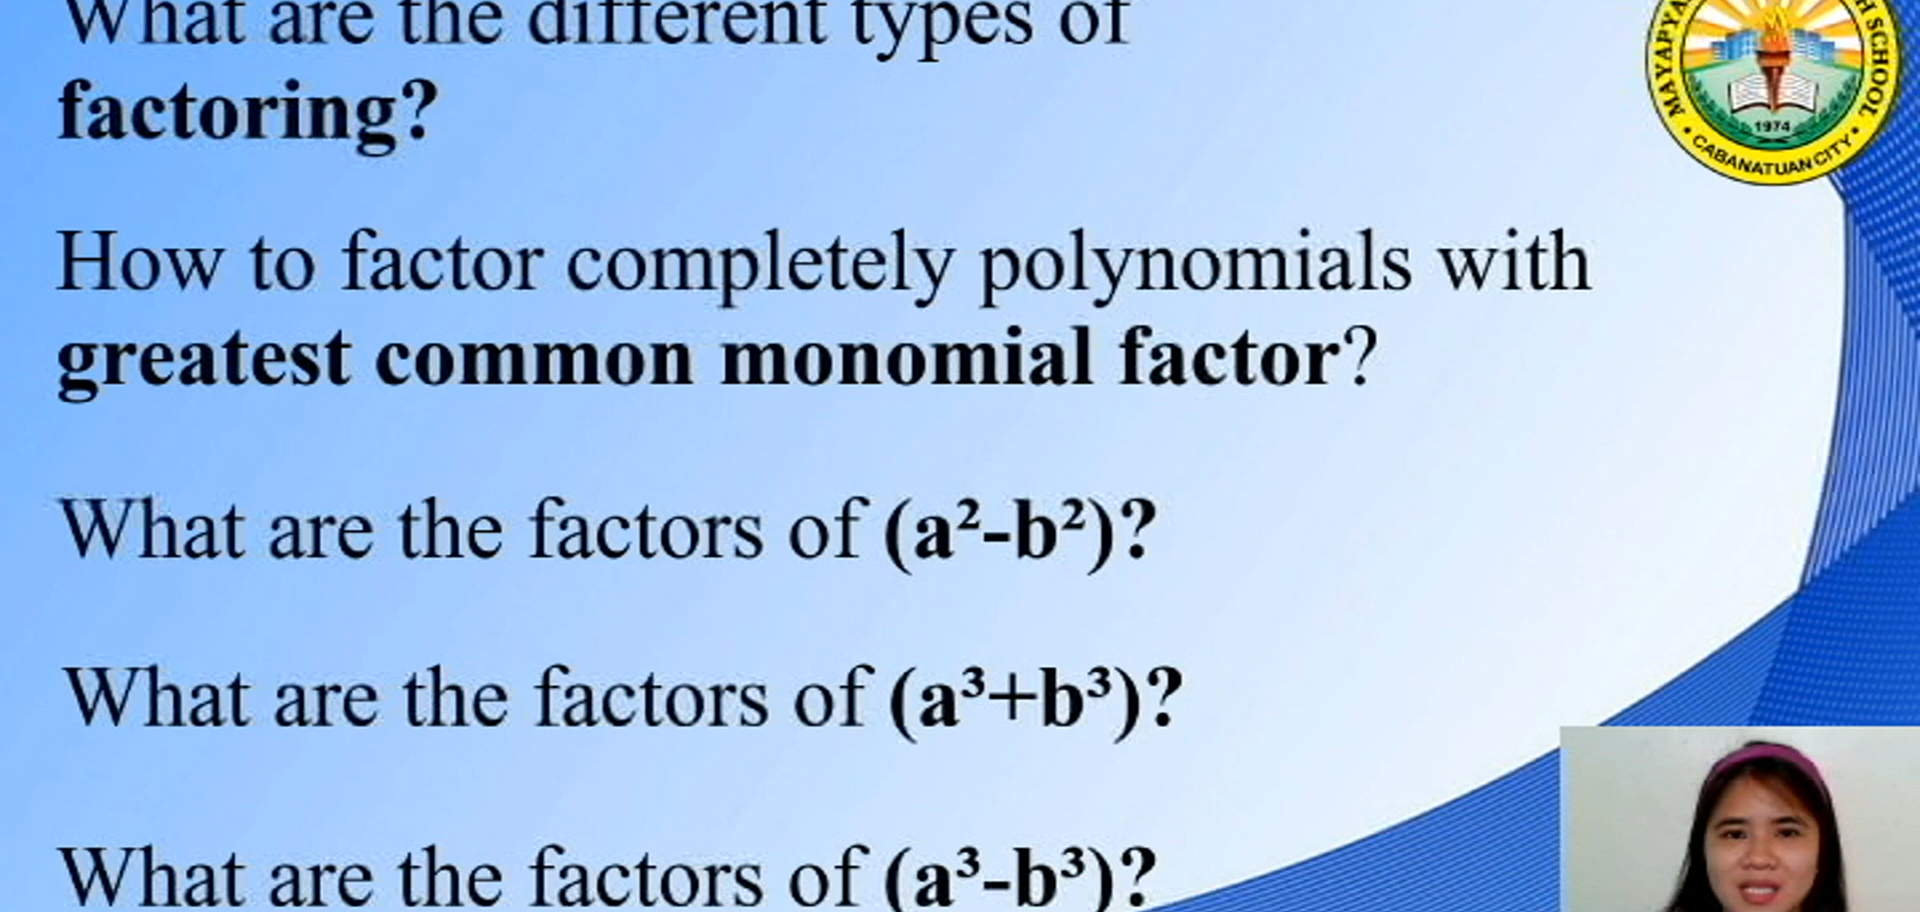 What are the different types of
factoring?
How to factor completely polynomials with
greatest common monomial factor?
What are the factors of (a²-b²)?
What are the factors of (a³+b³)?
What are the factors of (a³-b³)?
SCHOOL
1974
• CABANATUAN CITY •